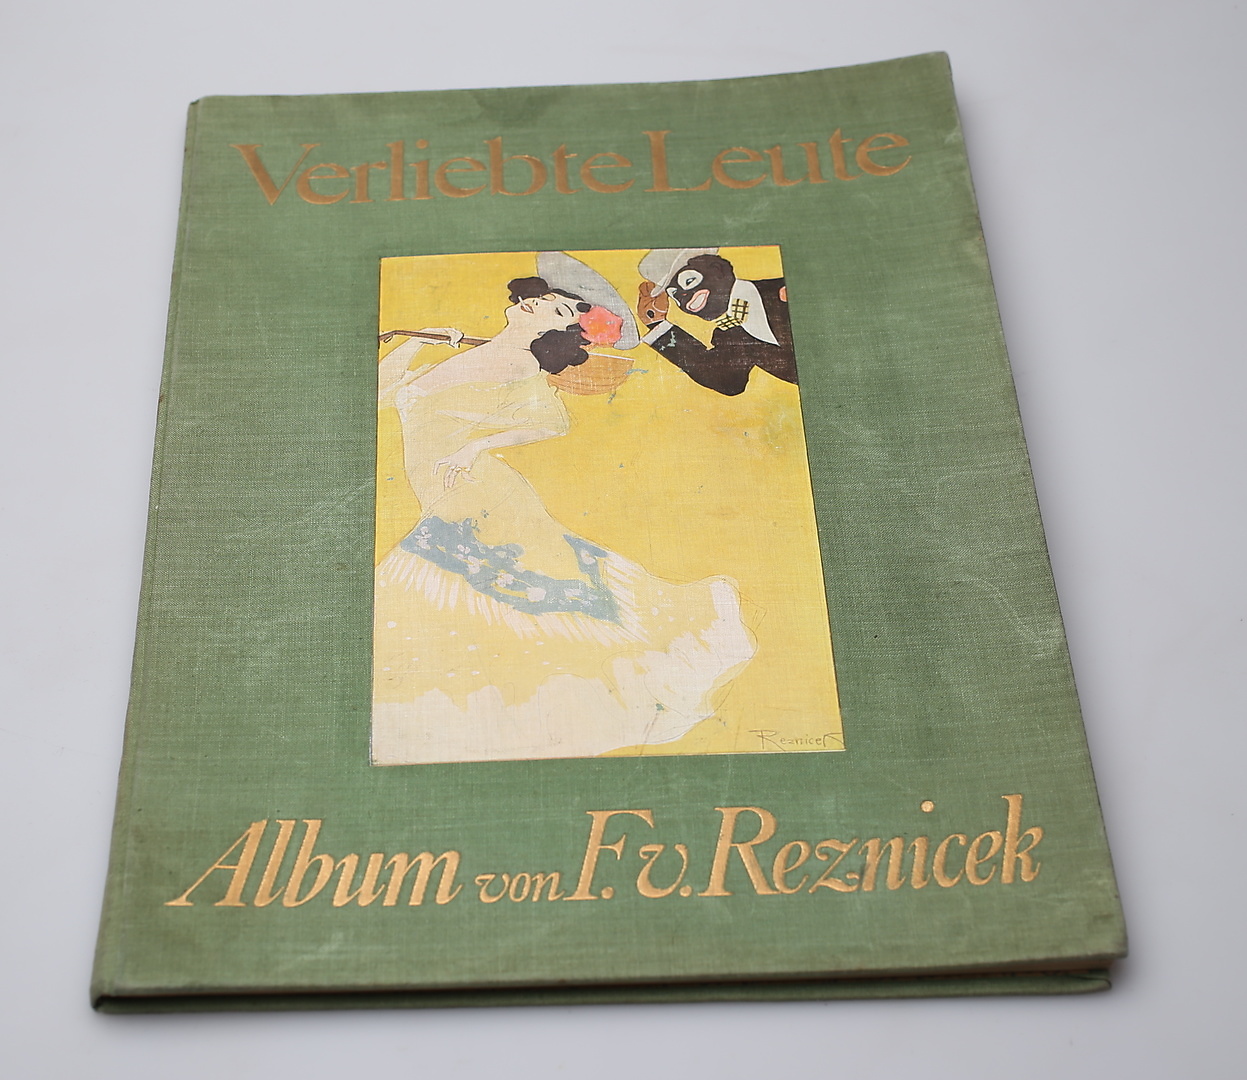 Verliebte Leute
Reznicek
Album von F. v. Reznicek